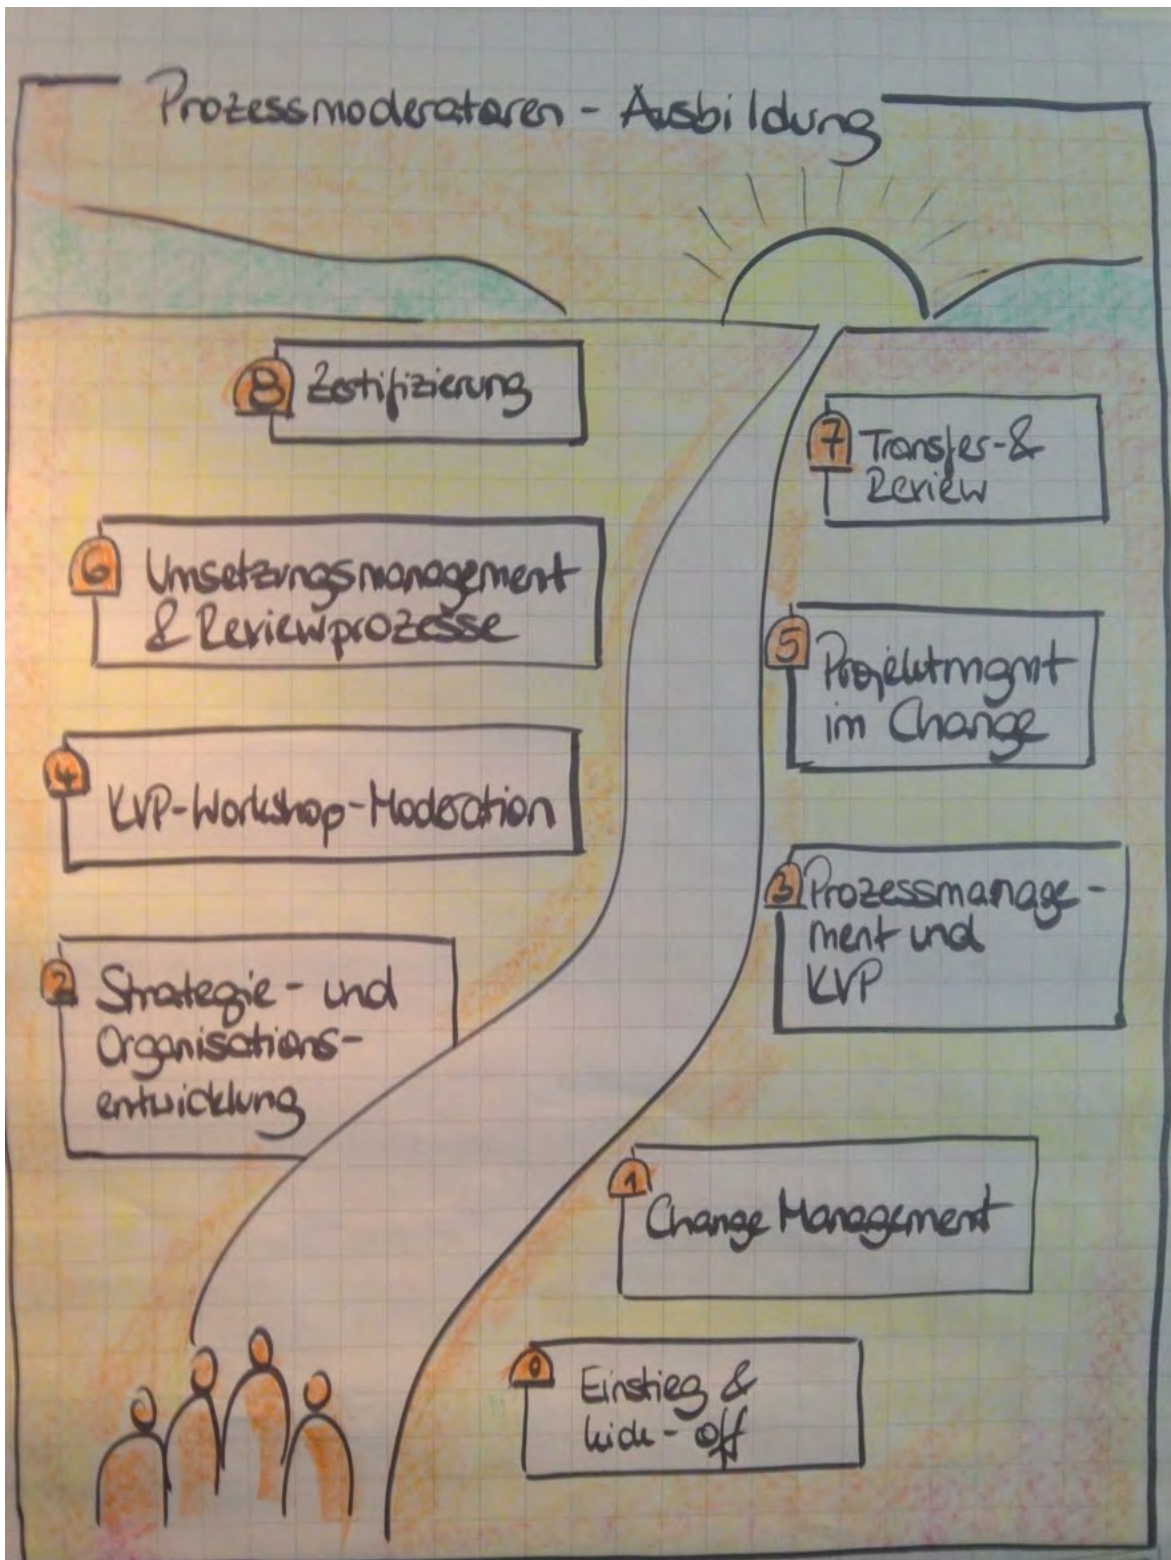 Prozessmoderatoren - Ausbildung
8 Zertifizierung
7 Transfer- &
Review
6 Umsetzungsmanagement
& Reviewprozesse
5 Projektmgmt
im Change
4 KVP-Workshop-Moderation
3 Prozessmanage-
ment und
KVP
2 Strategie- und
Organisations-
entwicklung
1 Change Management
0 Einstieg &
kick-off